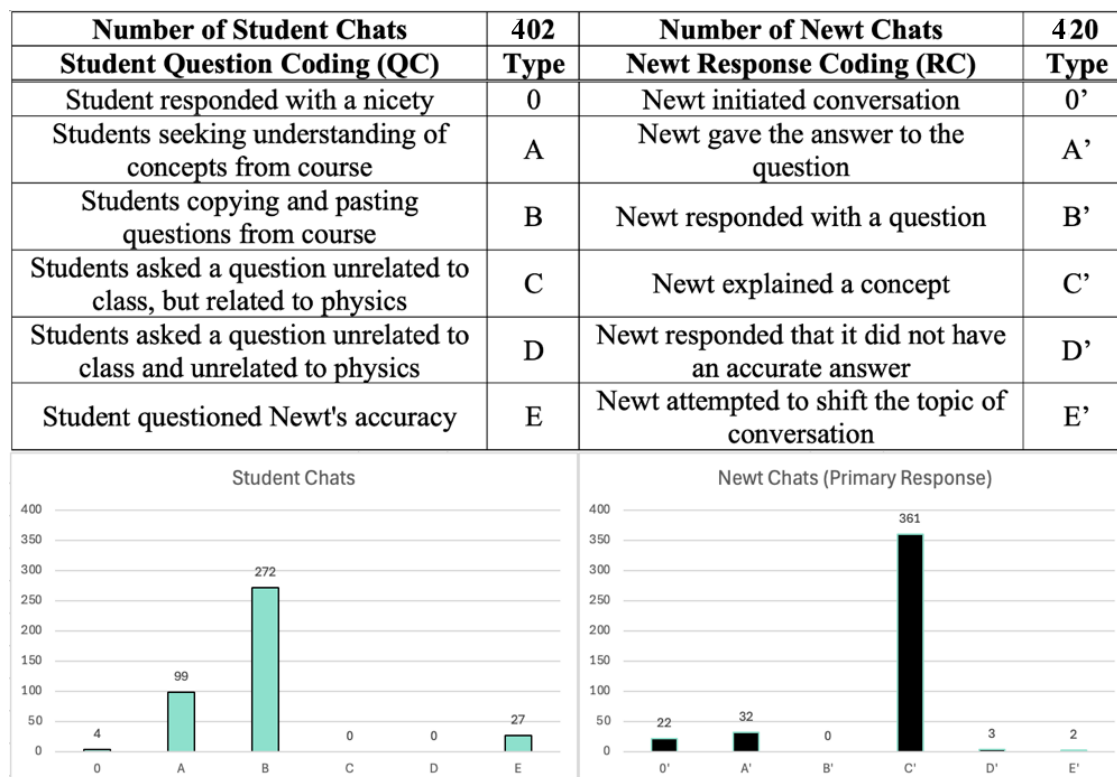 Number of Student Chats 402 Number of Newt Chats 420
Student Question Coding (QC) Type Newt Response Coding (RC) Type
Student responded with a nicety 0 Newt initiated conversation 0’
Students seeking understanding of
concepts from course
A
Newt gave the answer to the
question
A’
Students copying and pasting
questions from course
B
Newt responded with a question
B’
Students asked a question unrelated to
class, but related to physics
C
Newt explained a concept
C’
Students asked a question unrelated to
class and unrelated to physics
D
Newt responded that it did not have
an accurate answer
D’
Student questioned Newt's accuracy
E
Newt attempted to shift the topic of
conversation
E’
Student Chats
400
350
300
250
200
150
100
50
0
4
99
272
0
0
27
0 A B C D E
Newt Chats (Primary Response)
400
350
300
250
200
150
100
50
0
22
32
0
361
3
2
0' A' B' C' D' E'